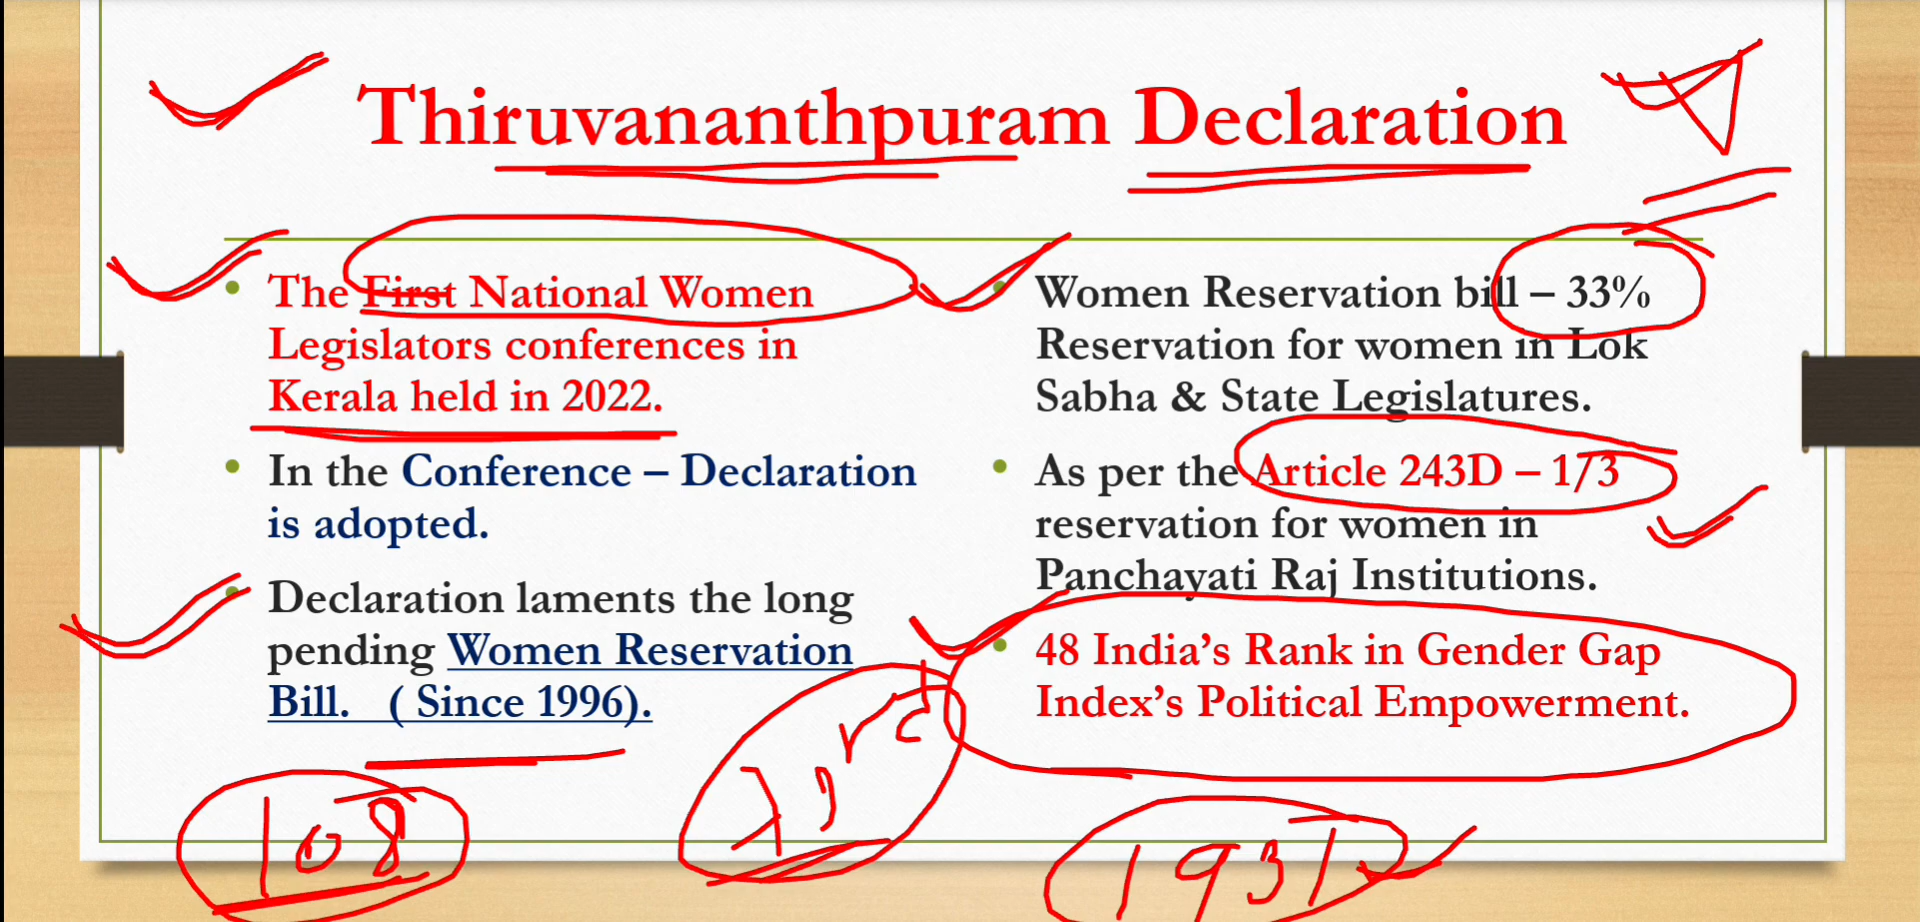 Thiruvananthpuram Declaration
The First National Women
Legislators conferences in
Kerala held in 2022.
In the Conference – Declaration
is adopted.
Declaration laments the long
pending Women Reservation
Bill. ( Since 1996).
Women Reservation bill – 33%
Reservation for women in Lok
Sabha & State Legislatures.
As per the Article 243D – 1/3
reservation for women in
Panchayati Raj Institutions.
48 India's Rank in Gender Gap
Index's Political Empowerment.
108
1931